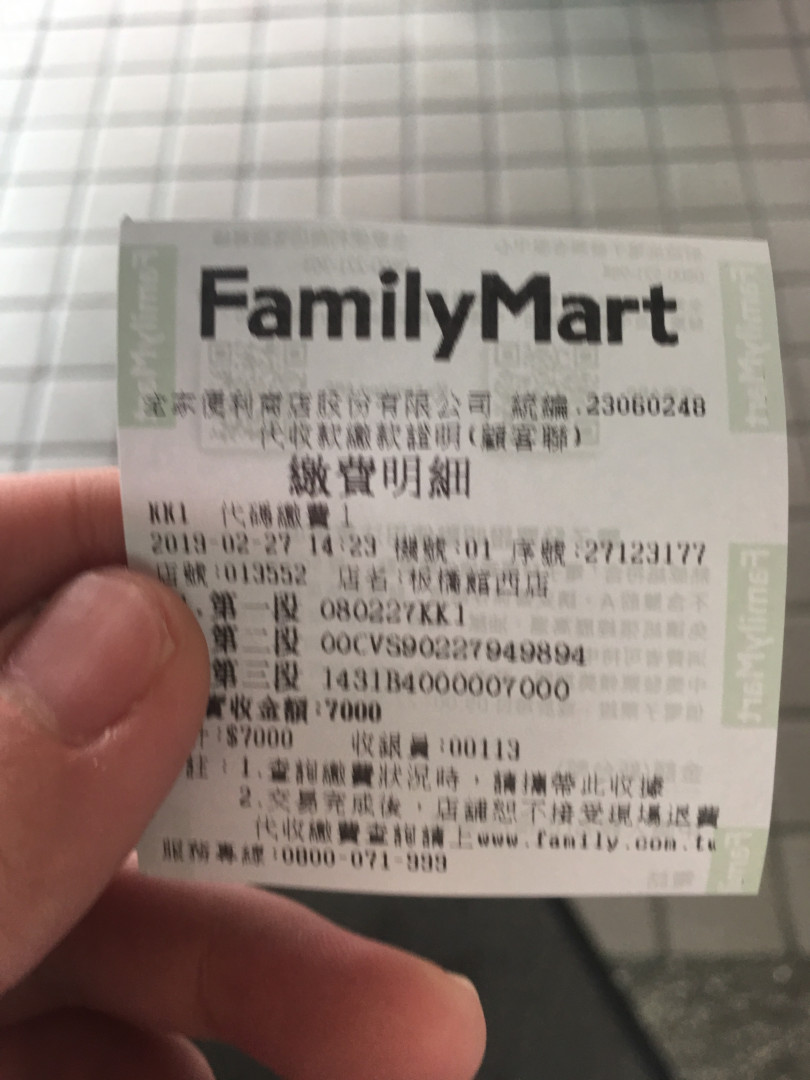 FamilyMart
全家便利商店股份有限公司 統編:23060248
代收款繳款證明(顧客聯)
繳費明細
KK1 代碼繳費1
2019-02-27 14:23 機號:01 序號:27123177
店號:013552 店名:板橋館西店
第一段 080227KK1
第二段 00CVS90227949894
第三段 1431B4000007000
實收金額:7000
計:$7000 收銀員:00113
註:1.查詢繳費狀況時,請攜帶此收據
2.交易完成後,店舖恕不接受現場退費
代收繳費查詢請上www.family.com.tw
服務專線:0800-071-999
FamilyMart
FamilyMart
FamilyMart